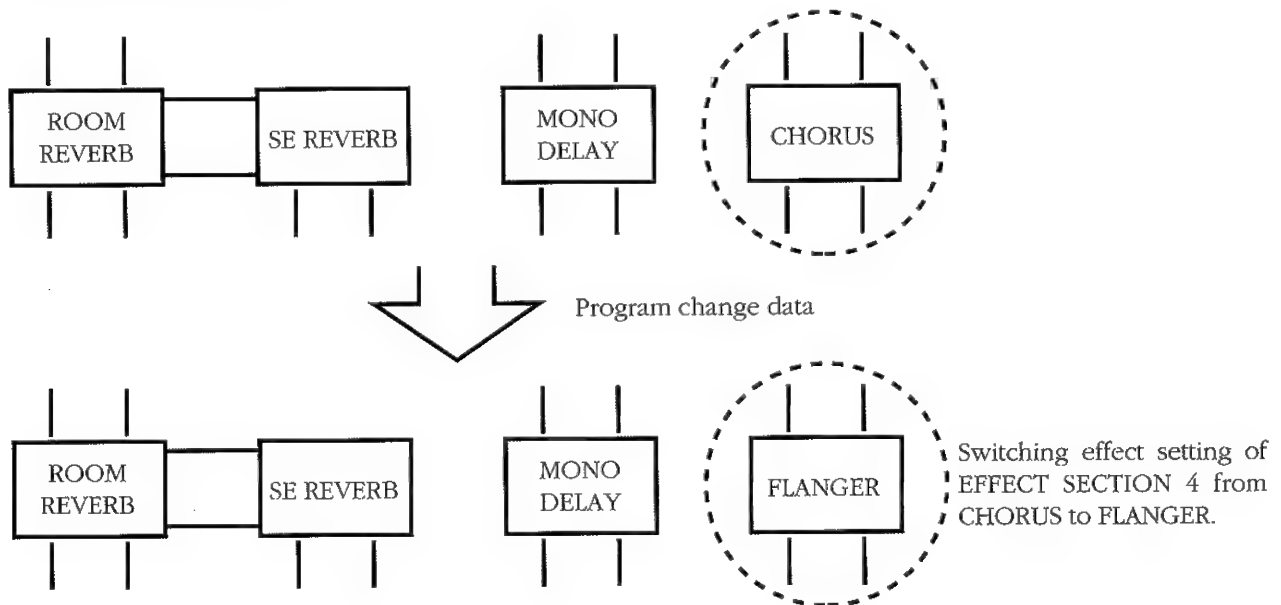 ROOM
REVERB
SE REVERB
MONO
DELAY
CHORUS
Program change data
ROOM
REVERB
SE REVERB
MONO
DELAY
FLANGER
Switching effect setting of
EFFECT SECTION 4 from
CHORUS to FLANGER.